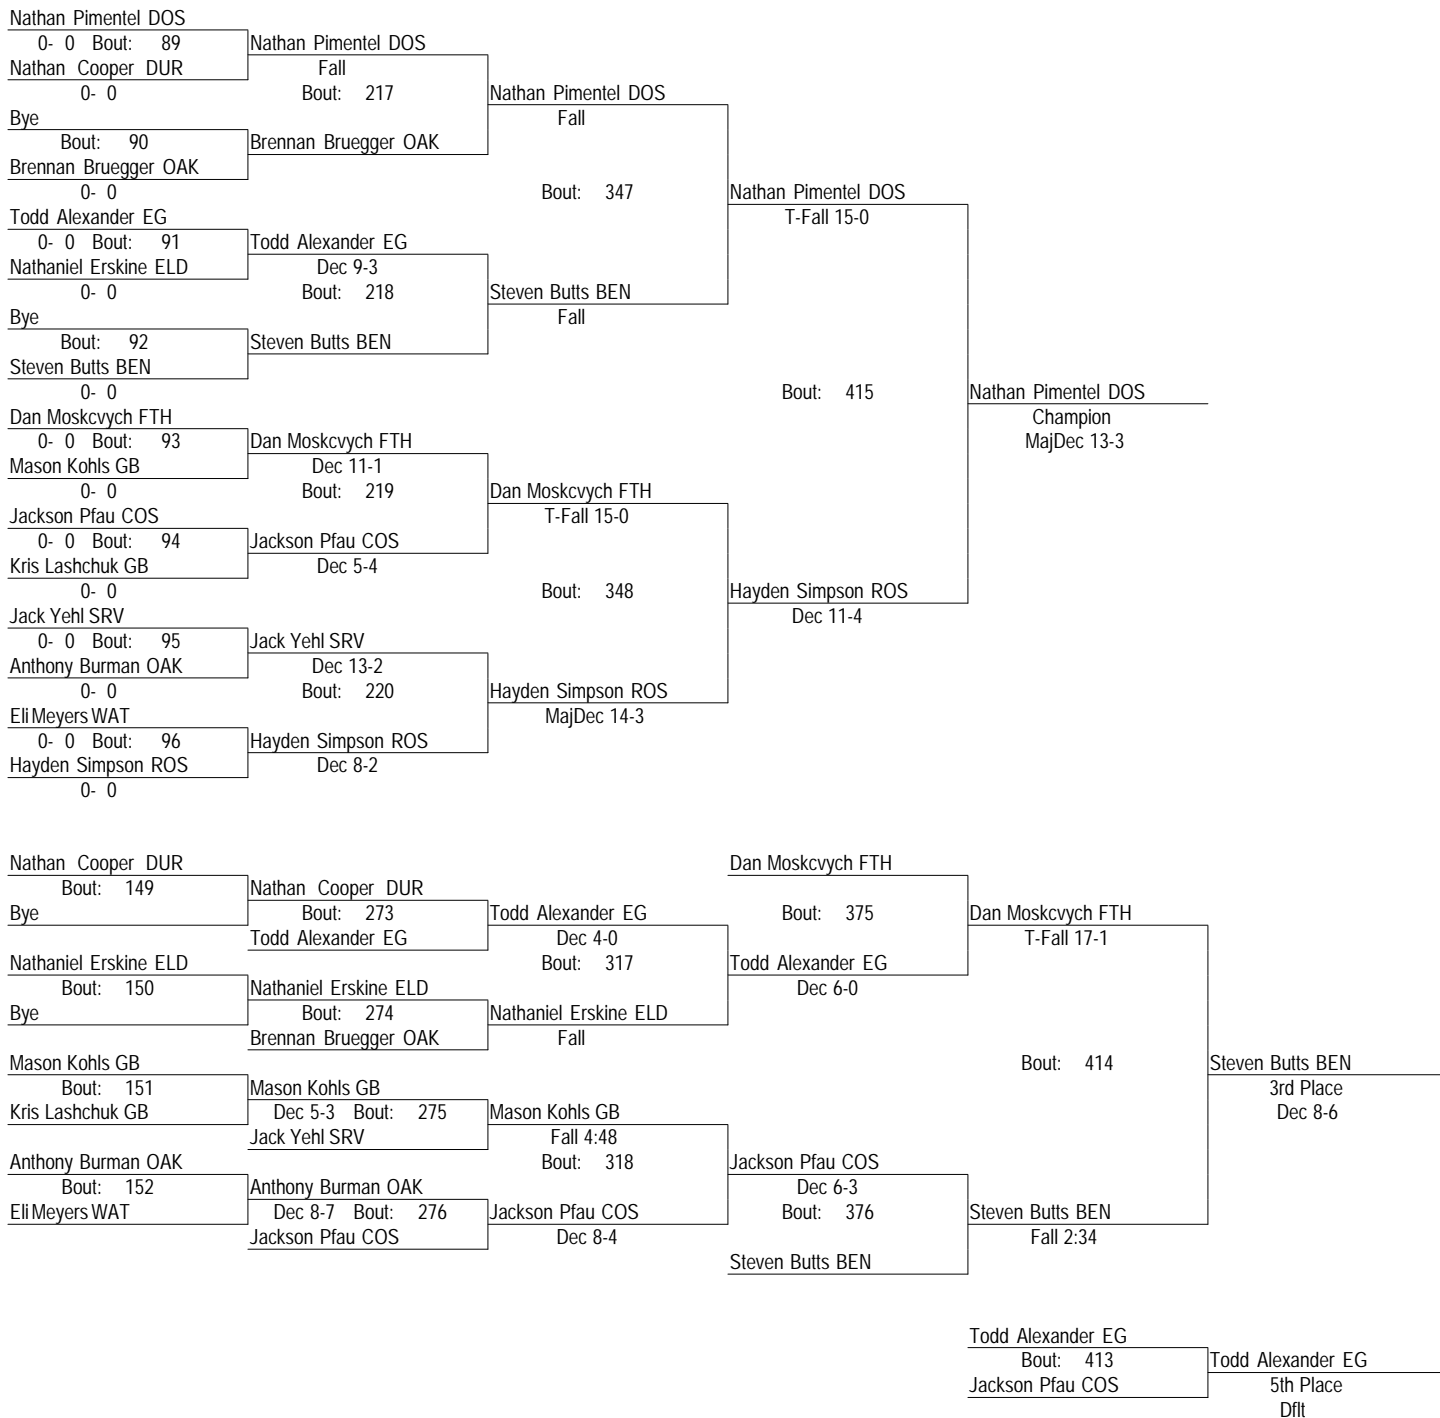 Nathan Pimentel DOS
0- 0 Bout: 89 Nathan Pimentel DOS
Nathan Cooper DUR Fall
0- 0 Bout: 217 Nathan Pimentel DOS
Bye Fall
Bout: 90 Brennan Bruegger OAK
Brennan Bruegger OAK
0- 0 Bout: 347 Nathan Pimentel DOS
Todd Alexander EG T-Fall 15-0
0- 0 Bout: 91 Todd Alexander EG
Nathaniel Erskine ELD Dec 9-3
0- 0 Bout: 218 Steven Butts BEN
Bye Fall
Bout: 92 Steven Butts BEN
Steven Butts BEN
0- 0 Bout: 415 Nathan Pimentel DOS
Dan Moskcvych FTH Champion
0- 0 Bout: 93 Dan Moskcvych FTH MajDec 13-3
Mason Kohls GB Dec 11-1
0- 0 Bout: 219 Dan Moskcvych FTH
Jackson Pfau COS T-Fall 15-0
0- 0 Bout: 94 Jackson Pfau COS
Kris Lashchuk GB Dec 5-4
0- 0 Bout: 348 Hayden Simpson ROS
Jack Yehl SRV Dec 11-4
0- 0 Bout: 95 Jack Yehl SRV
Anthony Burman OAK Dec 13-2
0- 0 Bout: 220 Hayden Simpson ROS
Eli Meyers WAT MajDec 14-3
0- 0 Bout: 96 Hayden Simpson ROS
Hayden Simpson ROS Dec 8-2
0- 0
Nathan Cooper DUR Dan Moskcvych FTH
Bout: 149 Nathan Cooper DUR
Bye Bout: 273 Todd Alexander EG Bout: 375 Dan Moskcvych FTH
Todd Alexander EG Dec 4-0 T-Fall 17-1
Nathaniel Erskine ELD Bout: 317 Todd Alexander EG
Bout: 150 Nathaniel Erskine ELD Dec 6-0
Bye Bout: 274 Nathaniel Erskine ELD
Brennan Bruegger OAK Fall
Mason Kohls GB Bout: 414 Steven Butts BEN
Bout: 151 Mason Kohls GB 3rd Place
Kris Lashchuk GB Dec 5-3 Bout: 275 Mason Kohls GB Dec 8-6
Jack Yehl SRV Fall 4:48
Anthony Burman OAK Bout: 318 Jackson Pfau COS
Bout: 152 Anthony Burman OAK Dec 6-3
Eli Meyers WAT Dec 8-7 Bout: 276 Jackson Pfau COS Bout: 376 Steven Butts BEN
Jackson Pfau COS Dec 8-4 Fall 2:34
Steven Butts BEN
Todd Alexander EG
Bout: 413 Todd Alexander EG
Jackson Pfau COS 5th Place
Dflt